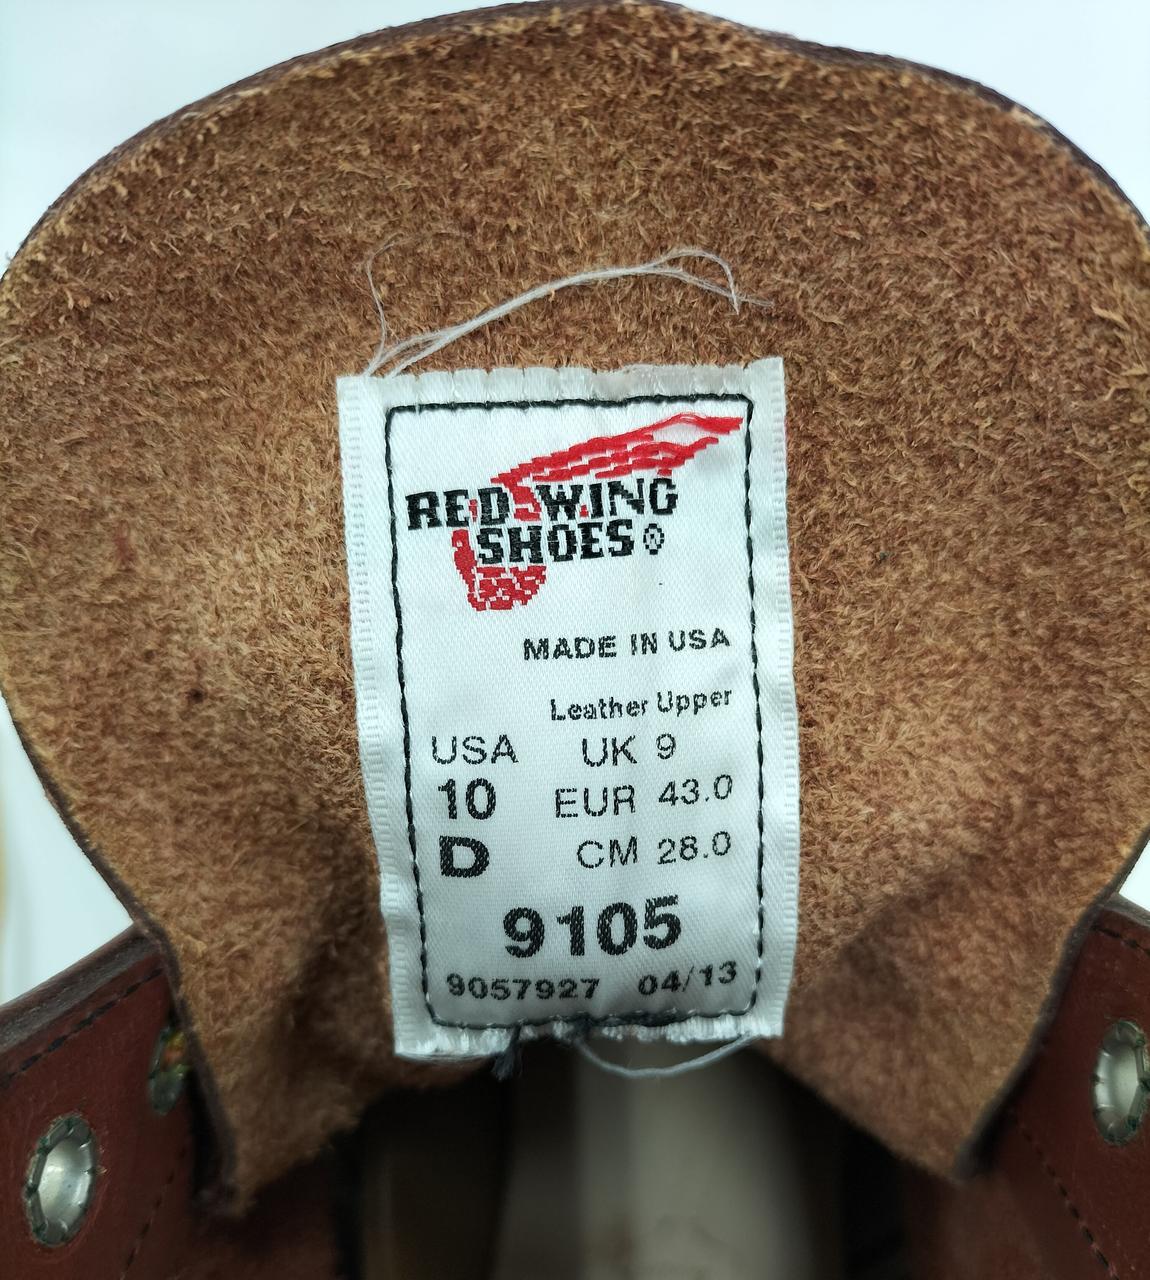 RED WING
SHOES®
MADE IN USA
Leather Upper
USA UK 9
10 EUR 43.0
D CM 28.0
9105
9057927 04/13